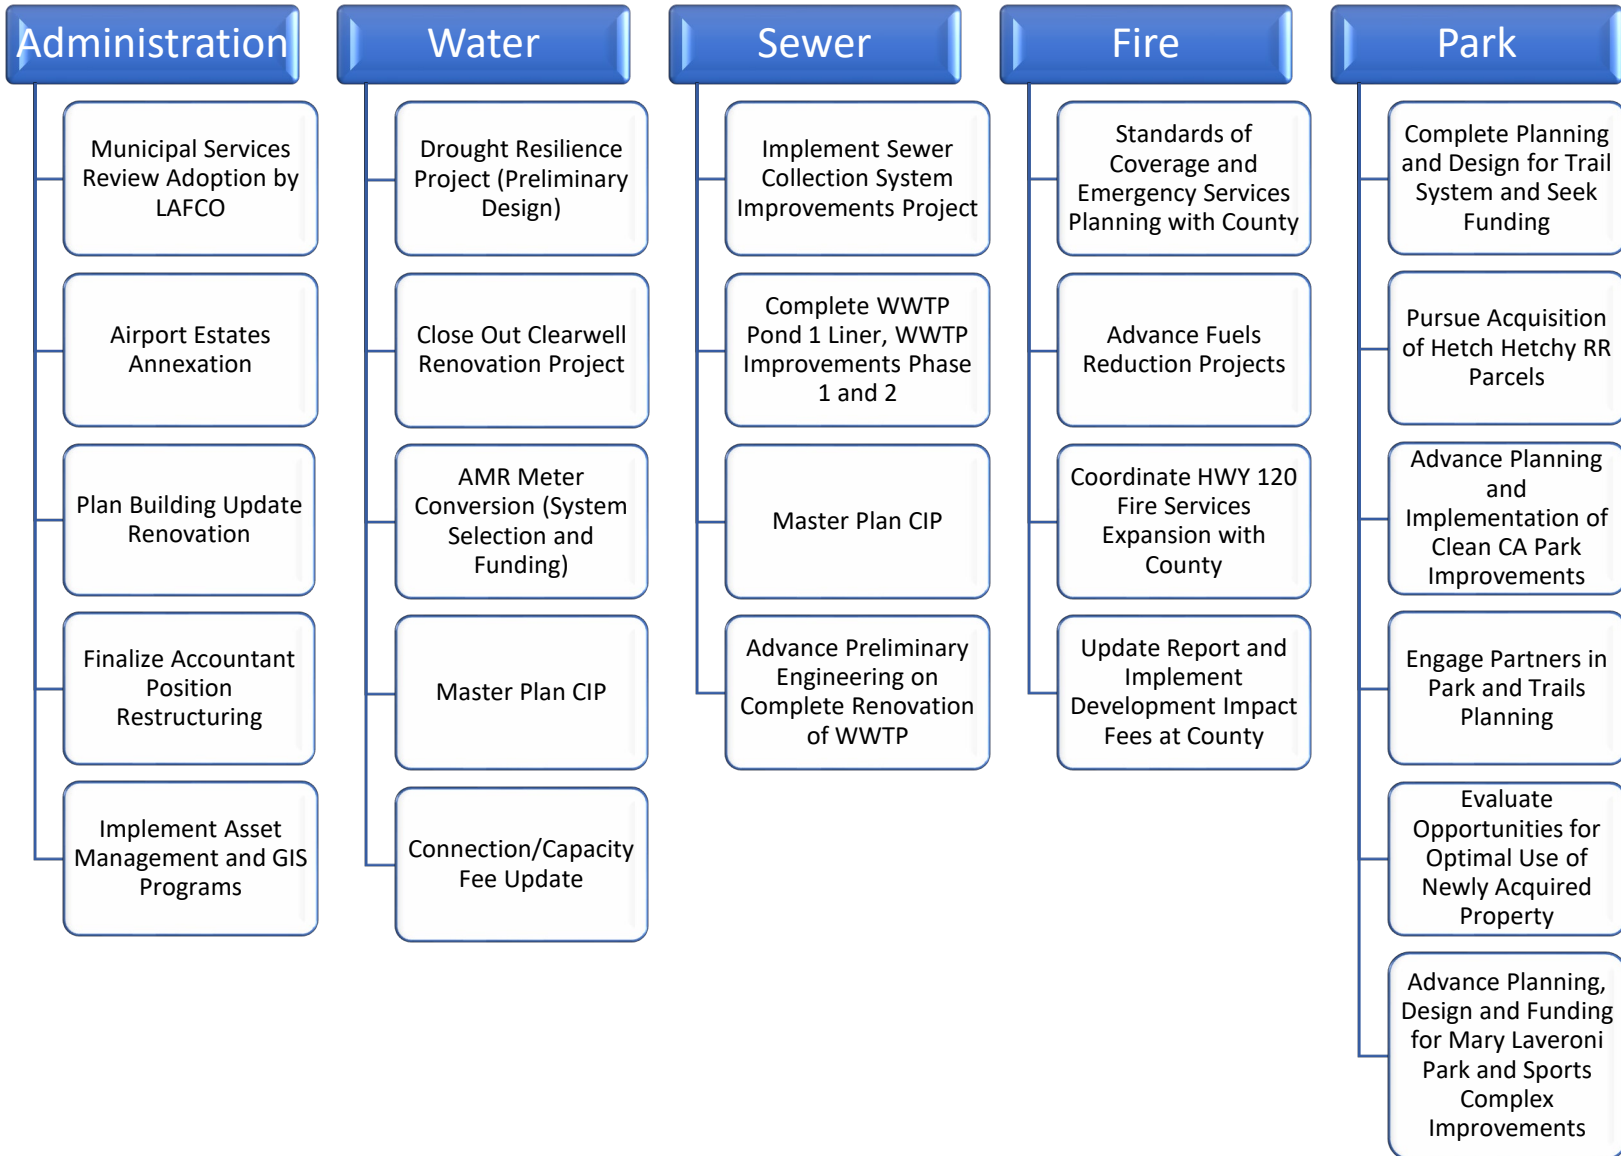 Administration
Municipal Services
Review Adoption by
LAFCO
Airport Estates
Annexation
Plan Building Update
Renovation
Finalize Accountant
Position
Restructuring
Implement Asset
Management and GIS
Programs
Water
Drought Resilience
Project (Preliminary
Design)
Close Out Clearwell
Renovation Project
AMR Meter
Conversion (System
Selection and
Funding)
Master Plan CIP
Connection/Capacity
Fee Update
Sewer
Implement Sewer
Collection System
Improvements Project
Complete WWTP
Pond 1 Liner, WWTP
Improvements Phase
1 and 2
Master Plan CIP
Advance Preliminary
Engineering on
Complete Renovation
of WWTP
Fire
Standards of
Coverage and
Emergency Services
Planning with County
Advance Fuels
Reduction Projects
Coordinate HWY 120
Fire Services
Expansion with
County
Update Report and
Implement
Development Impact
Fees at County
Park
Complete Planning
and Design for Trail
System and Seek
Funding
Pursue Acquisition
of Hetch Hetchy RR
Parcels
Advance Planning
and
Implementation of
Clean CA Park
Improvements
Engage Partners in
Park and Trails
Planning
Evaluate
Opportunities for
Optimal Use of
Newly Acquired
Property
Advance Planning,
Design and Funding
for Mary Laveroni
Park and Sports
Complex
Improvements